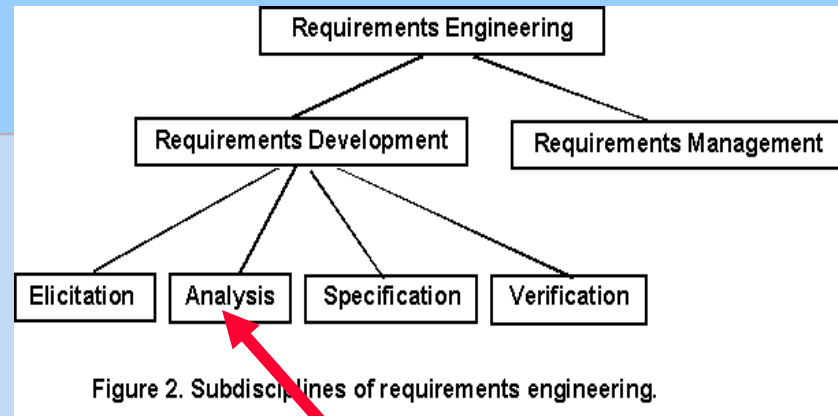 Requirements Engineering
Requirements Development
Requirements Management
Elicitation
Analysis
Specification
Verification
Figure 2. Subdisciplines of requirements engineering.